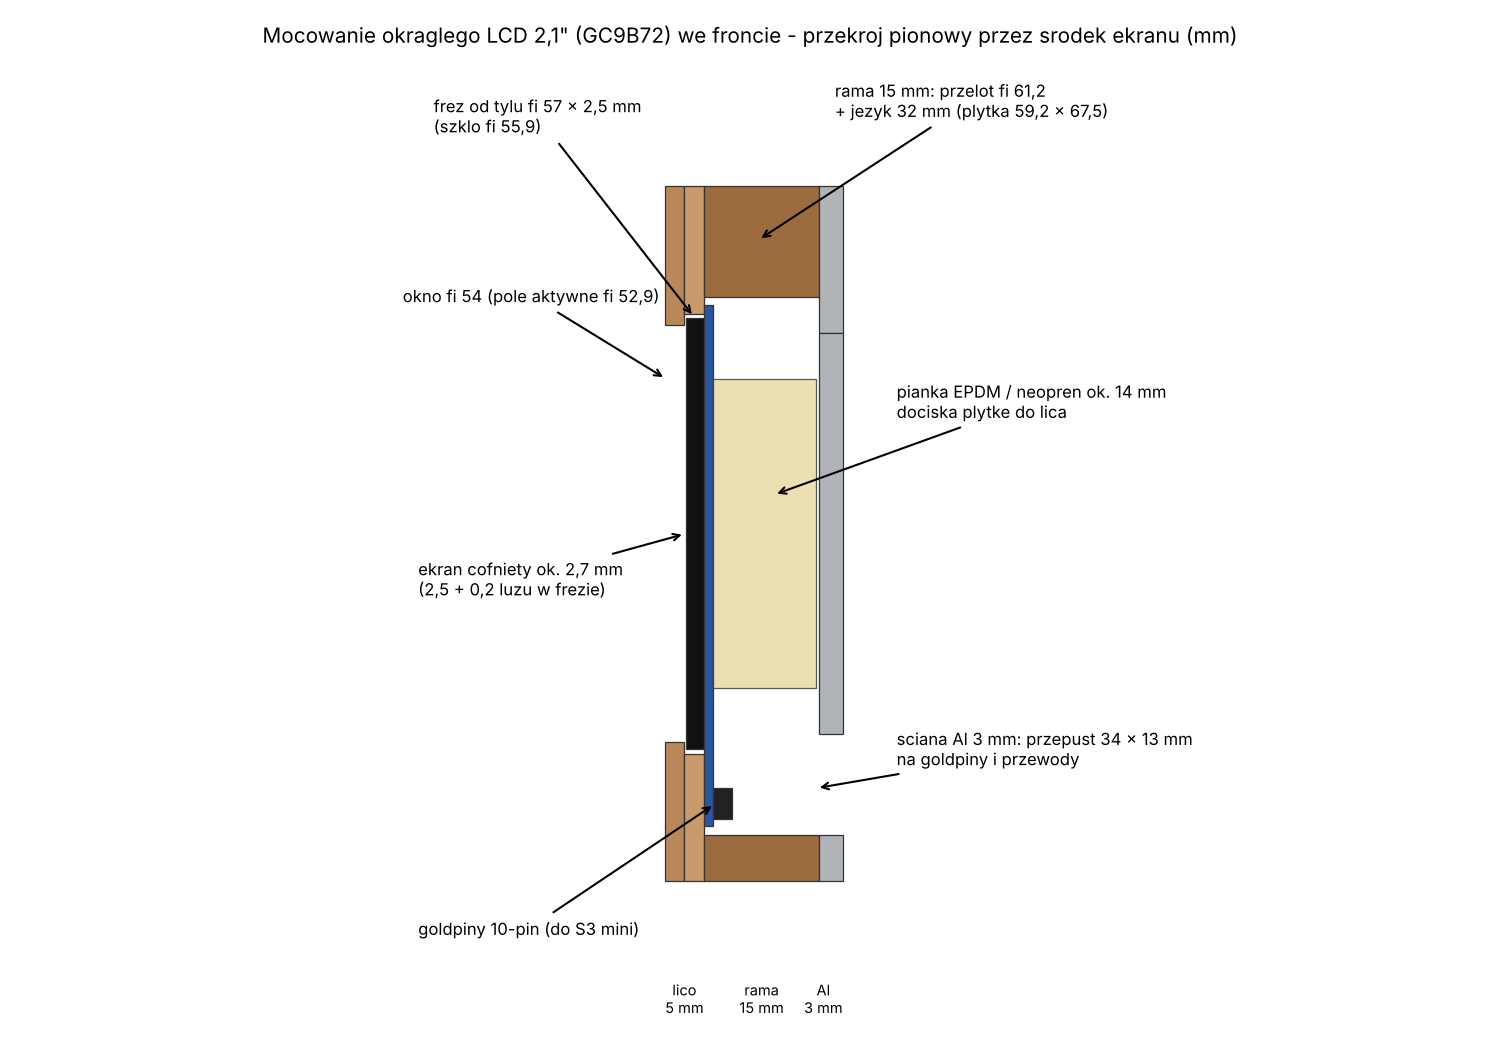 Mocowanie okraglego LCD 2,1" (GC9B72) we froncie - przekroj pionowy przez srodek ekranu (mm)
frez od tylu fi 57 × 2,5 mm
(szklo fi 55,9)
rama 15 mm: przelot fi 61,2
+ jezyk 32 mm (plytka 59,2 × 67,5)
okno fi 54 (pole aktywne fi 52,9)
pianka EPDM / neopren ok. 14 mm
dociska plytke do lica
ekran cofniety ok. 2,7 mm
(2,5 + 0,2 luzu w frezie)
sciana Al 3 mm: przepust 34 × 13 mm
na goldpiny i przewody
goldpiny 10-pin (do S3 mini)
lico
5 mm
rama
15 mm
Al
3 mm